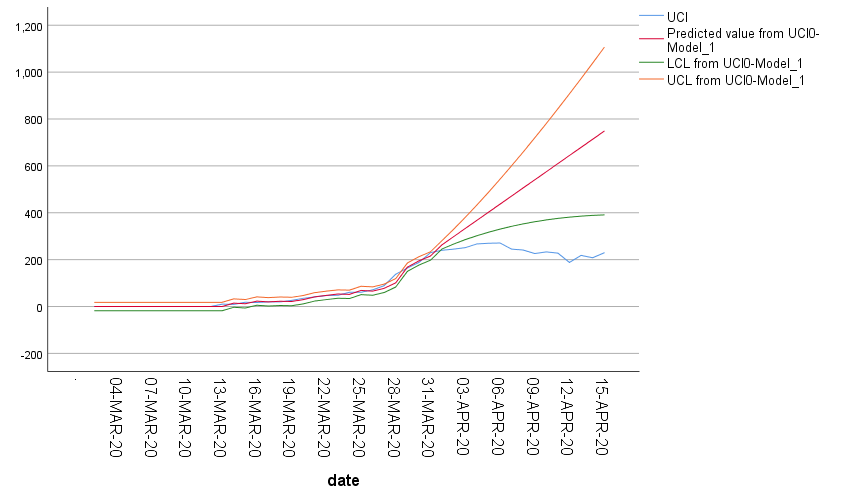 1,200
1,000
800
600
400
200
0
-200
UCI
Predicted value from UCI0-
Model_1
LCL from UCI0-Model_1
UCL from UCI0-Model_1
.
04-MAR-20
07-MAR-20
10-MAR-20
13-MAR-20
16-MAR-20
19-MAR-20
22-MAR-20
25-MAR-20
28-MAR-20
31-MAR-20
03-APR-20
06-APR-20
09-APR-20
12-APR-20
15-APR-20
date